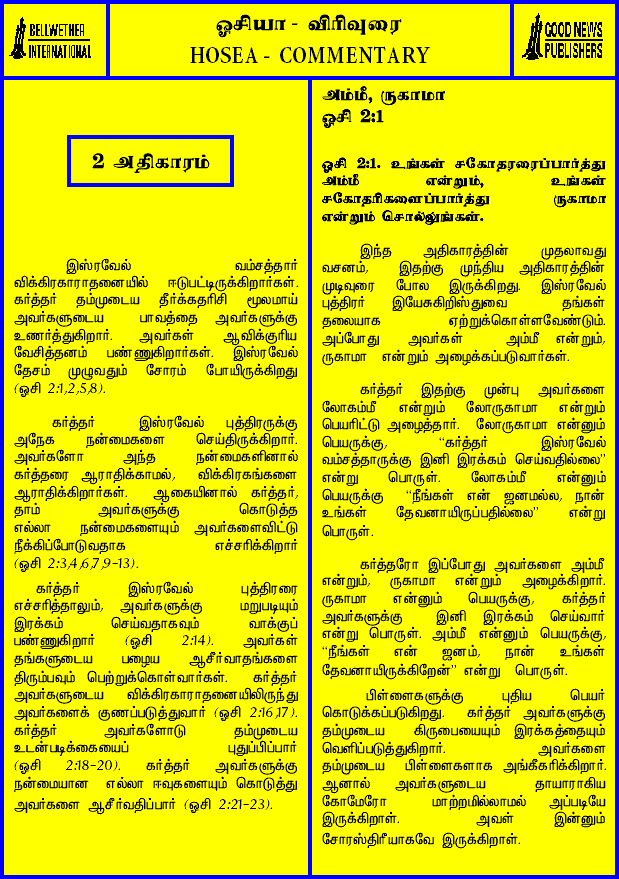 BELLWETHER
INTERNATIONAL
ஓசியா - விரிவுரை
HOSEA - COMMENTARY
GOOD NEWS
PUBLISHERS
2 அதிகாரம்
இஸ்ரவேல் வம்சத்தார்
விக்கிரகாராதனையில் ஈடுபட்டிருக்கிறார்கள்.
கர்த்தர் தம்முடைய தீர்க்கதரிசி மூலமாய்
அவர்களுடைய பாவத்தை அவர்களுக்கு
உணர்த்துகிறார். அவர்கள் ஆவிக்குரிய
வேசித்தனம் பண்ணுகிறார்கள். இஸ்ரவேல்
தேசம் முழுவதும் சோரம் போயிருக்கிறது
(ஓசி 2:1,2,5,8).
கர்த்தர் இஸ்ரவேல் புத்திரருக்கு
அநேக நன்மைகளை செய்திருக்கிறார்.
அவர்களோ அந்த நன்மைகளினால்
கர்த்தரை ஆராதிக்காமல், விக்கிரகங்களை
ஆராதிக்கிறார்கள். ஆகையினால் கர்த்தர்,
தாம் அவர்களுக்கு கொடுத்த
எல்லா நன்மைகளையும் அவர்களைவிட்டு
நீக்கிப்போடுவதாக எச்சரிக்கிறார்
(ஓசி 2:3,4,6,7,9-13).
கர்த்தர் இஸ்ரவேல் புத்திரரை
எச்சரித்தாலும், அவர்களுக்கு மறுபடியும்
இரக்கம் செய்வதாகவும் வாக்குப்
பண்ணுகிறார் (ஓசி 2:14). அவர்கள்
தங்களுடைய பழைய ஆசீர்வாதங்களை
திரும்பவும் பெற்றுக்கொள்வார்கள். கர்த்தர்
அவர்களுடைய விக்கிரகாராதனையிலிருந்து
அவர்களைக் குணப்படுத்துவார் (ஓசி 2:16,17).
கர்த்தர் அவர்களோடு தம்முடைய
உடன்படிக்கையைப் புதுப்பிப்பார்
(ஓசி 2:18-20). கர்த்தர் அவர்களுக்கு
நன்மையான எல்லா ஈவுகளையும் கொடுத்து
அவர்களை ஆசீர்வதிப்பார் (ஓசி 2:21-23).
அம்மீ, ருகாமா
ஓசி 2:1
ஓசி 2:1. உங்கள் சகோதரரைப்பார்த்து
அம்மீ என்றும், உங்கள்
சகோதரிகளைப்பார்த்து ருகாமா
என்றும் சொல்லுங்கள்.
இந்த அதிகாரத்தின் முதலாவது
வசனம், இதற்கு முந்திய அதிகாரத்தின்
முடிவுரை போல இருக்கிறது. இஸ்ரவேல்
புத்திரர் இயேசுகிறிஸ்துவை தங்கள்
தலையாக ஏற்றுக்கொள்ளவேண்டும்.
அப்போது அவர்கள் அம்மீ என்றும்,
ருகாமா என்றும் அழைக்கப்படுவார்கள்.
கர்த்தர் இதற்கு முன்பு அவர்களை
லோகம்மீ என்றும் லோருகாமா என்றும்
பெயரிட்டு அழைத்தார். லோருகாமா என்னும்
பெயருக்கு, “கர்த்தர் இஸ்ரவேல்
வம்சத்தாருக்கு இனி இரக்கம் செய்வதில்லை”
என்று பொருள். லோகம்மீ என்னும்
பெயருக்கு “நீங்கள் என் ஜனமல்ல, நான்
உங்கள் தேவனாயிருப்பதில்லை” என்று
பொருள்.
கர்த்தரோ இப்போது அவர்களை அம்மீ
என்றும், ருகாமா என்றும் அழைக்கிறார்.
ருகாமா என்னும் பெயருக்கு, கர்த்தர்
அவர்களுக்கு இனி இரக்கம் செய்வார்
என்று பொருள். அம்மீ என்னும் பெயருக்கு,
“நீங்கள் என் ஜனம், நான் உங்கள்
தேவனாயிருக்கிறேன்” என்று பொருள்.
பிள்ளைகளுக்கு புதிய பெயர்
கொடுக்கப்படுகிறது. கர்த்தர் அவர்களுக்கு
தம்முடைய கிருபையையும் இரக்கத்தையும்
வெளிப்படுத்துகிறார். அவர்களை
தம்முடைய பிள்ளைகளாக அங்கீகரிக்கிறார்.
ஆனால் அவர்களுடைய தாயாராகிய
கோமேரோ மாற்றமில்லாமல் அப்படியே
இருக்கிறாள். அவள் இன்னும்
சோரஸ்திரீயாகவே இருக்கிறாள்.